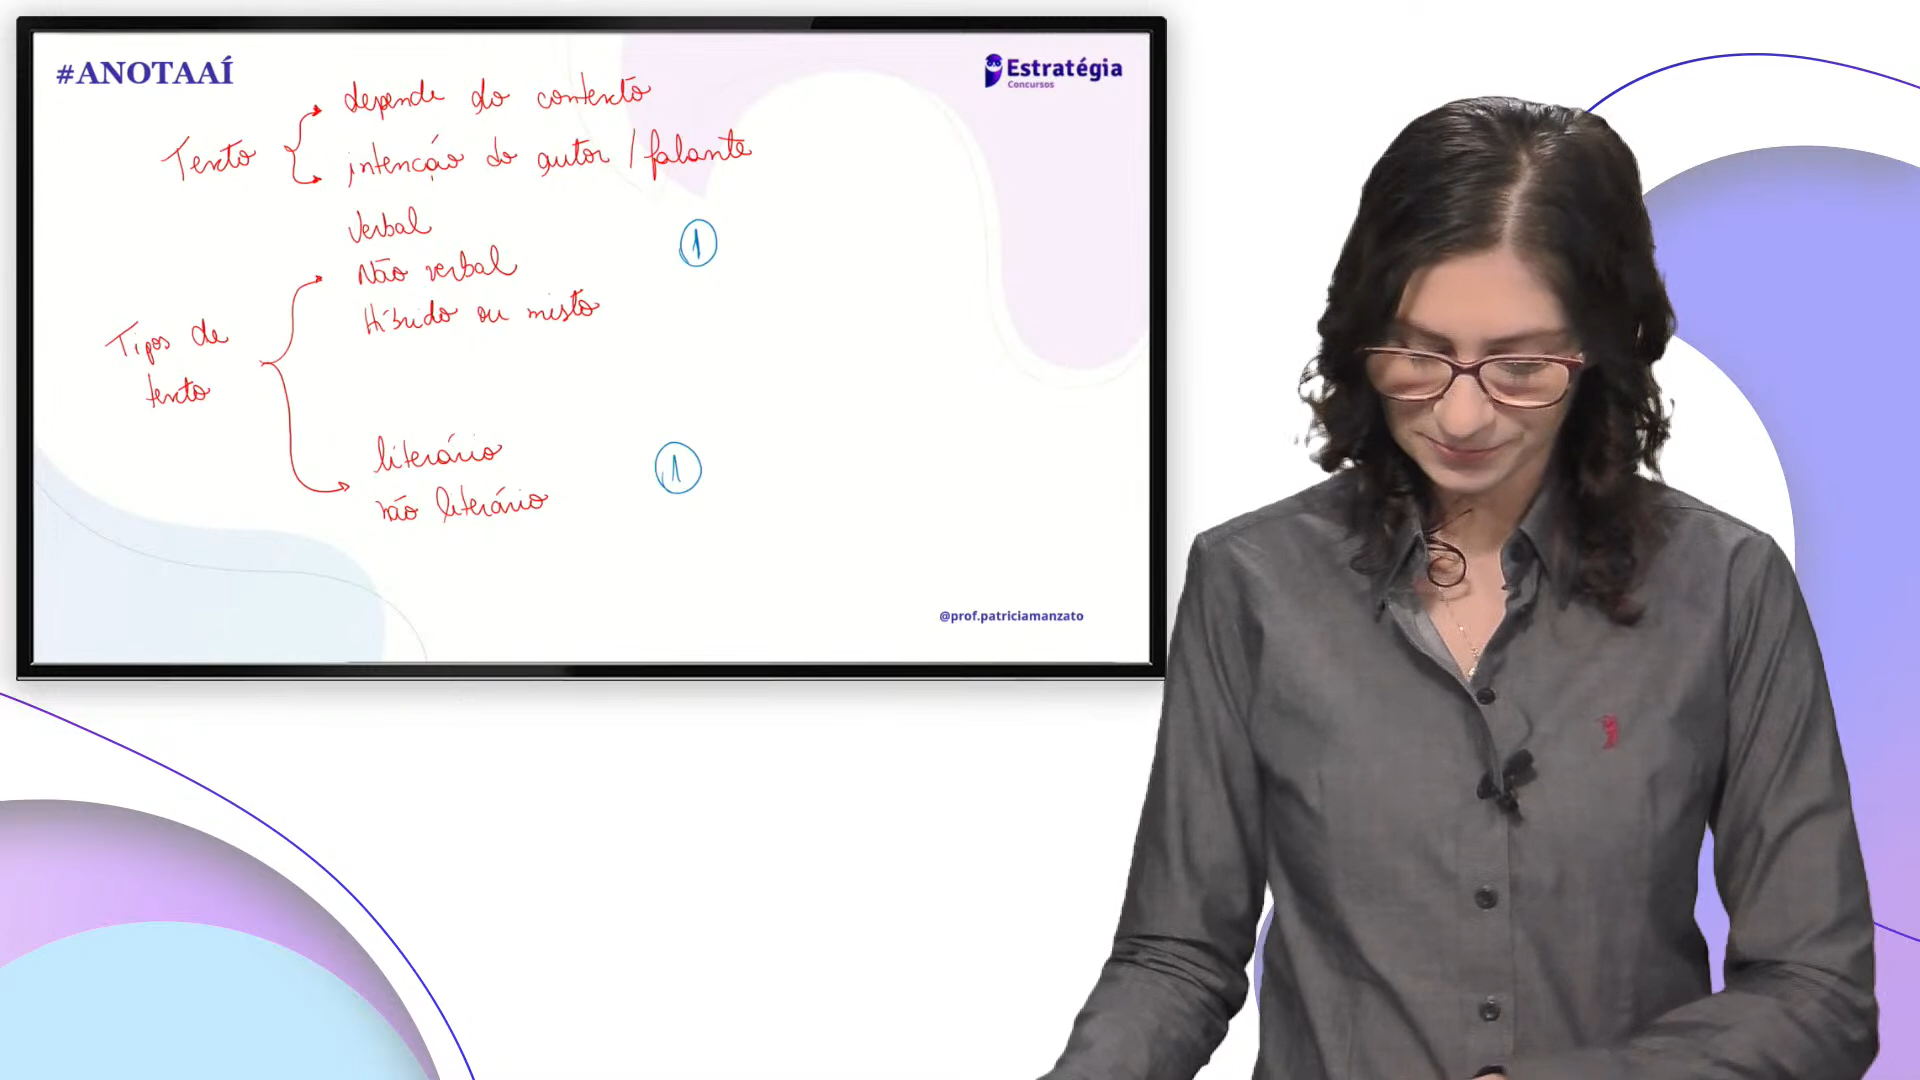 #ANOTAAÍ
Estratégia
Concursos
Texto
depende do contexto
intenção do autor / falante
Tipos de
texto
Verbal
Não verbal
Híbrido ou misto
1
literário
não literário
1
@prof.patriciamanzato